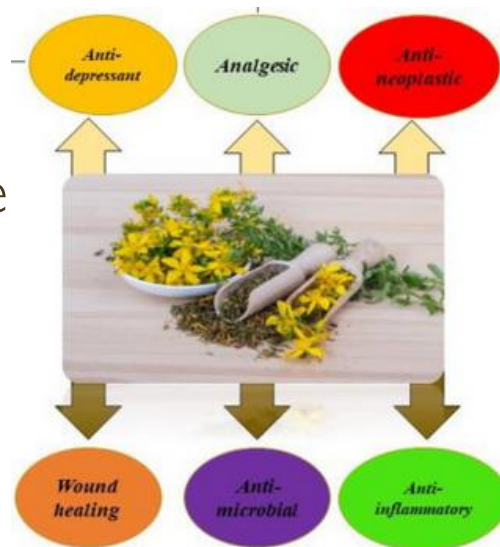 Anti-
depressant
Analgesic
Anti-
neoplastic
e
Wound
healing
Anti-
microbial
Anti-
inflammatory